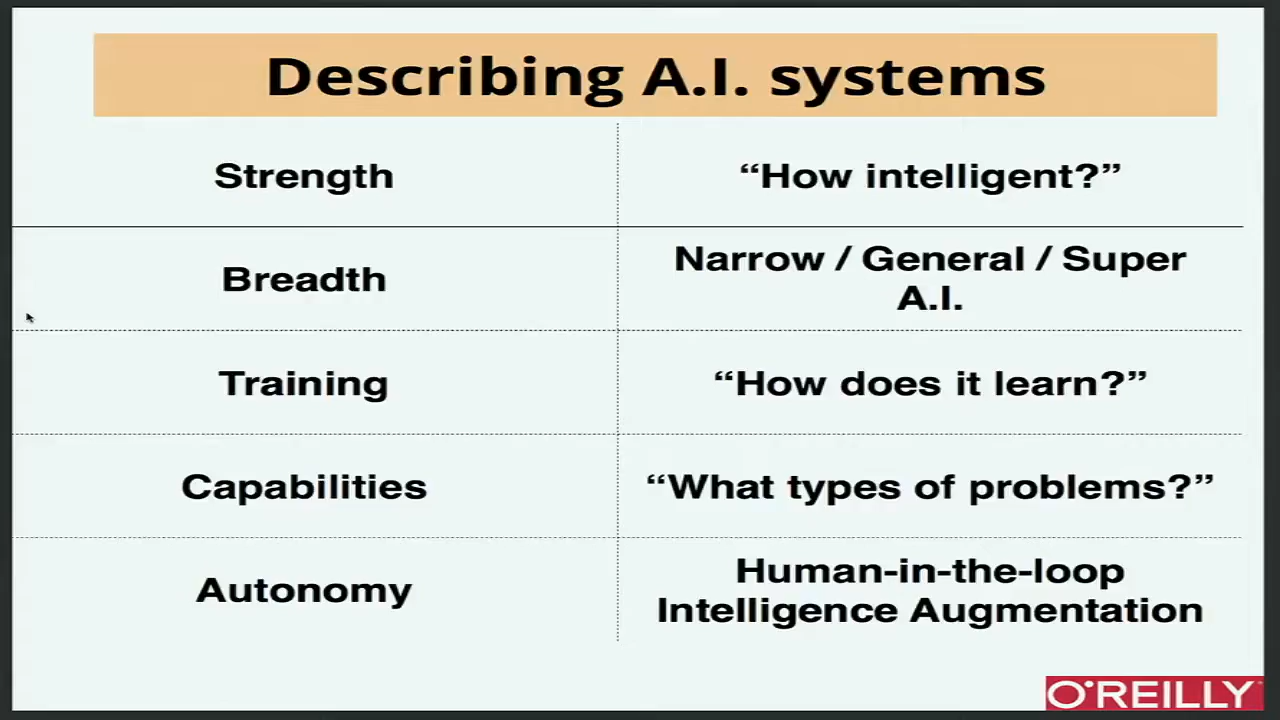 Describing A.I. systems
Strength
“How intelligent?”
Breadth
Narrow / General / Super
A.I.
Training
“How does it learn?”
Capabilities
“What types of problems?”
Autonomy
Human-in-the-loop
Intelligence Augmentation
O'REILLY